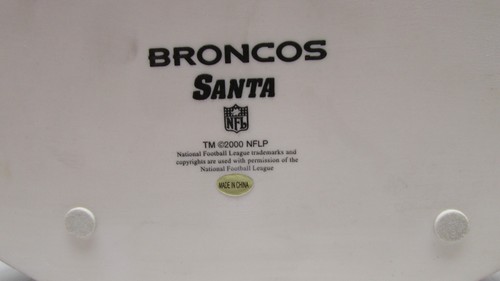 BRONCOS
SANTA
NFL
TM ©2000 NFLP
National Football League trademarks and
copyrights are used with permission of the
National Football League
MADE IN CHINA